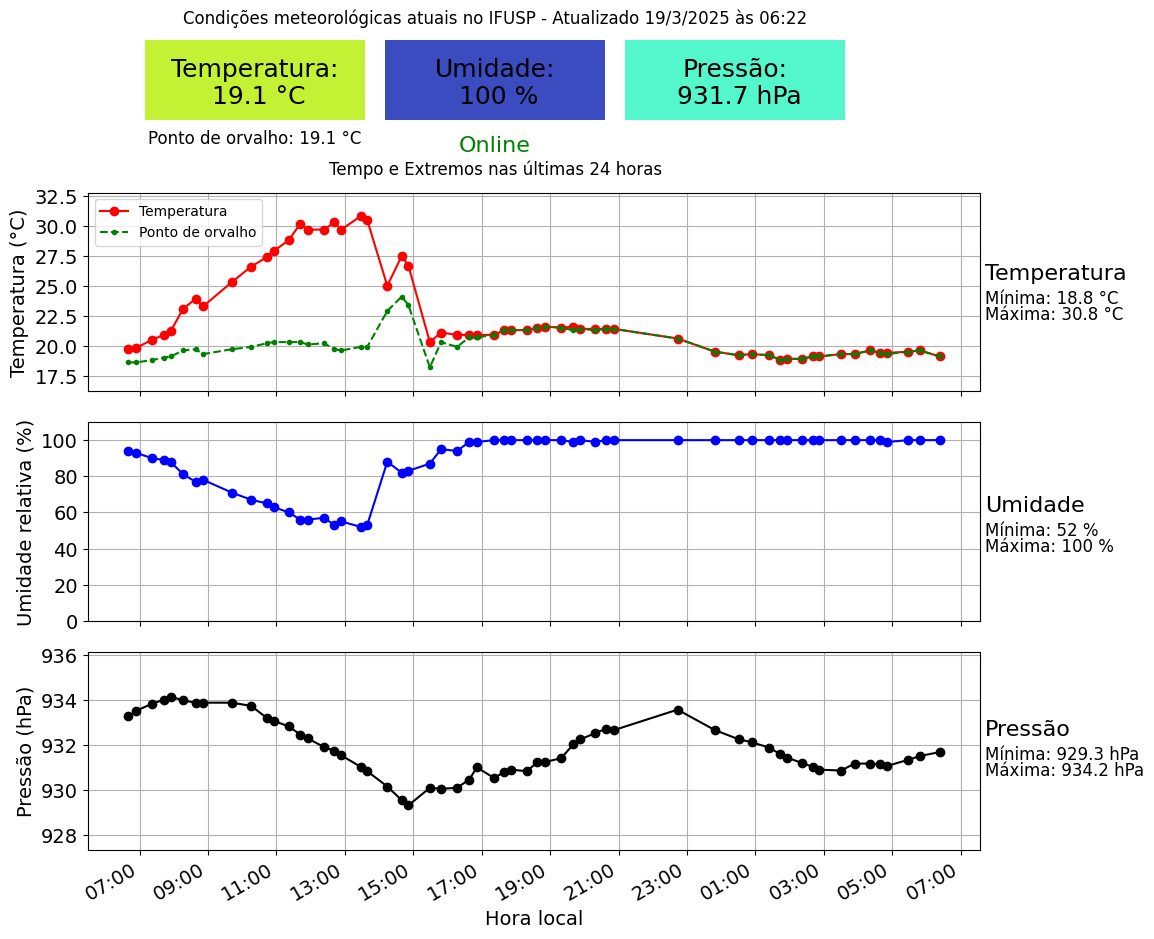 Condições meteorológicas atuais no IFUSP - Atualizado 19/3/2025 às 06:22
Temperatura:
19.1 °C
Umidade:
100 %
Pressão:
931.7 hPa
Ponto de orvalho: 19.1 °C
Online
Tempo e Extremos nas últimas 24 horas
Temperatura (°C)
32.5
30.0
27.5
25.0
22.5
20.0
17.5
Temperatura
Ponto de orvalho
Temperatura
Mínima: 18.8 °C
Máxima: 30.8 °C
Umidade relativa (%)
100
80
60
40
20
0
Umidade
Mínima: 52 %
Máxima: 100 %
Pressão (hPa)
936
934
932
930
928
Pressão
Mínima: 929.3 hPa
Máxima: 934.2 hPa
07:00
09:00
11:00
13:00
15:00
17:00
19:00
21:00
23:00
01:00
03:00
05:00
07:00
Hora local